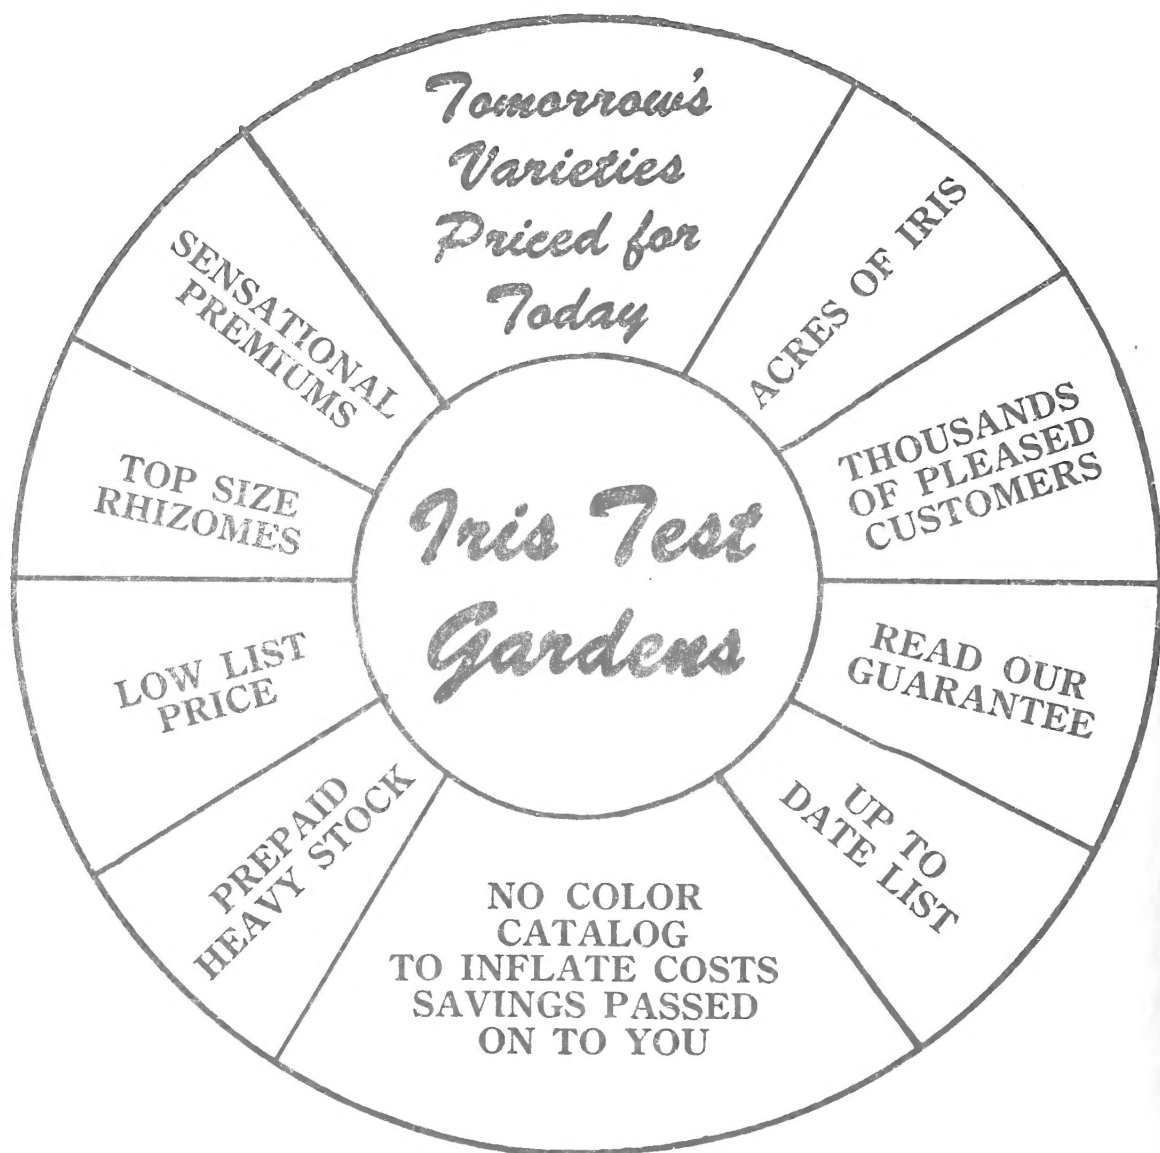 Tomorrow's
Varieties
Priced for
Today
ACRES OF IRIS
THOUSANDS
OF PLEASED
CUSTOMERS
READ OUR
GUARANTEE
UP TO
DATE LIST
NO COLOR
CATALOG
TO INFLATE COSTS
SAVINGS PASSED
ON TO YOU
PREPAID
HEAVY STOCK
LOW LIST
PRICE
TOP SIZE
RHIZOMES
SENSATIONAL
PREMIUMS
Iris Test
Gardens